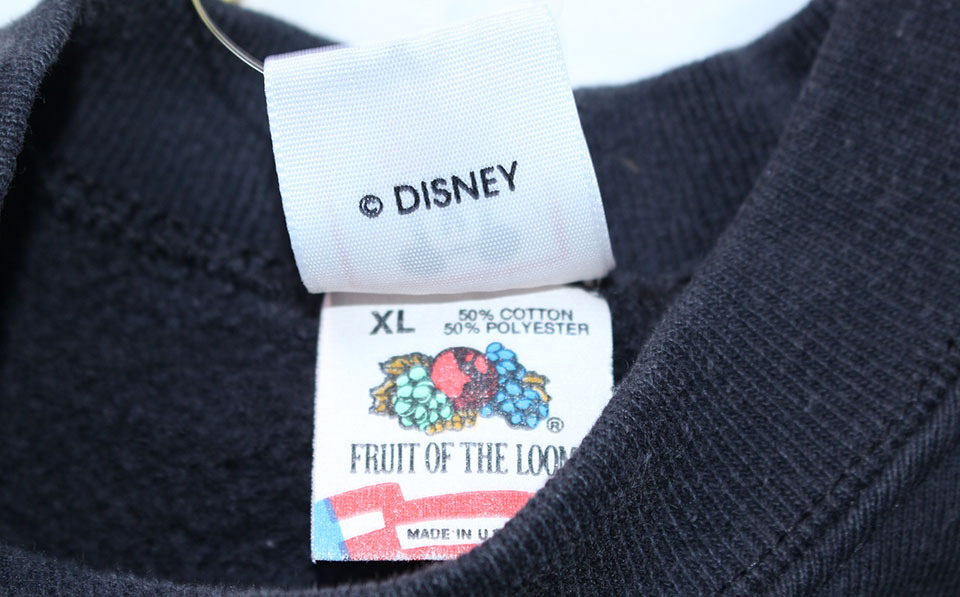 © DISNEY
XL
50% COTTON
50% POLYESTER
®
FRUIT OF THE LOOM
MADE IN U.S